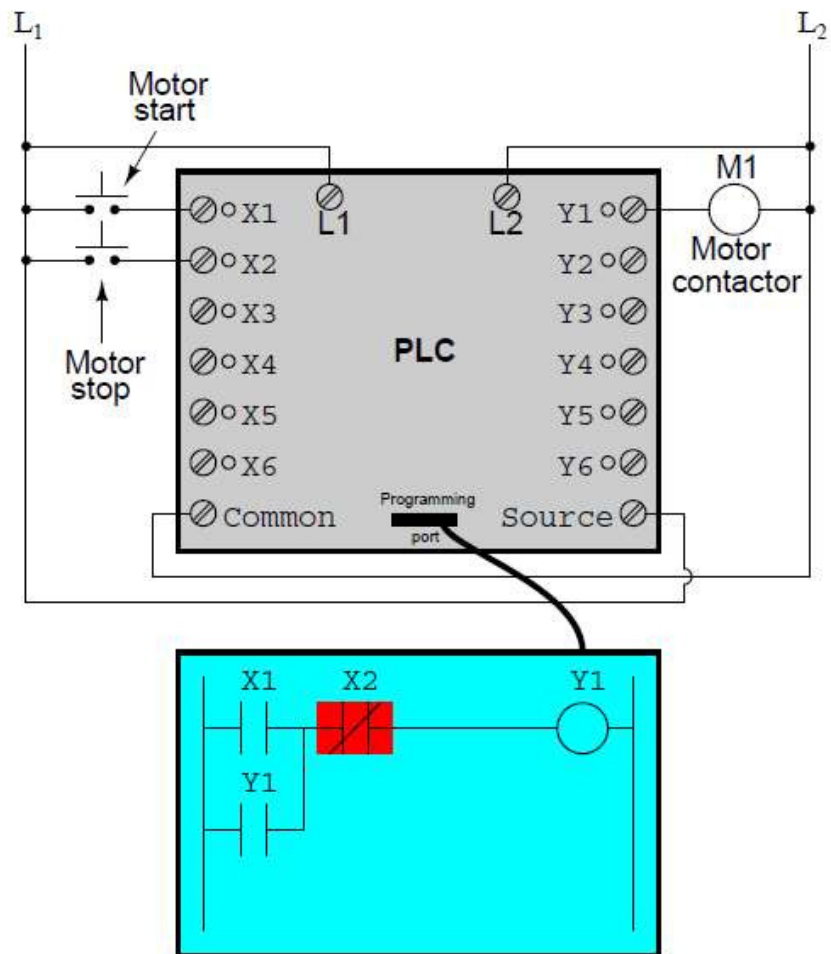 L1 L2
Motor
start
M1
L1 L2
X1 Y1
Motor
contactor
X2 Y2
X3 Y3
Motor
stop
X4 PLC Y4
X5 Y5
X6 Y6
Common Programming
port Source
X1 X2 Y1
Y1